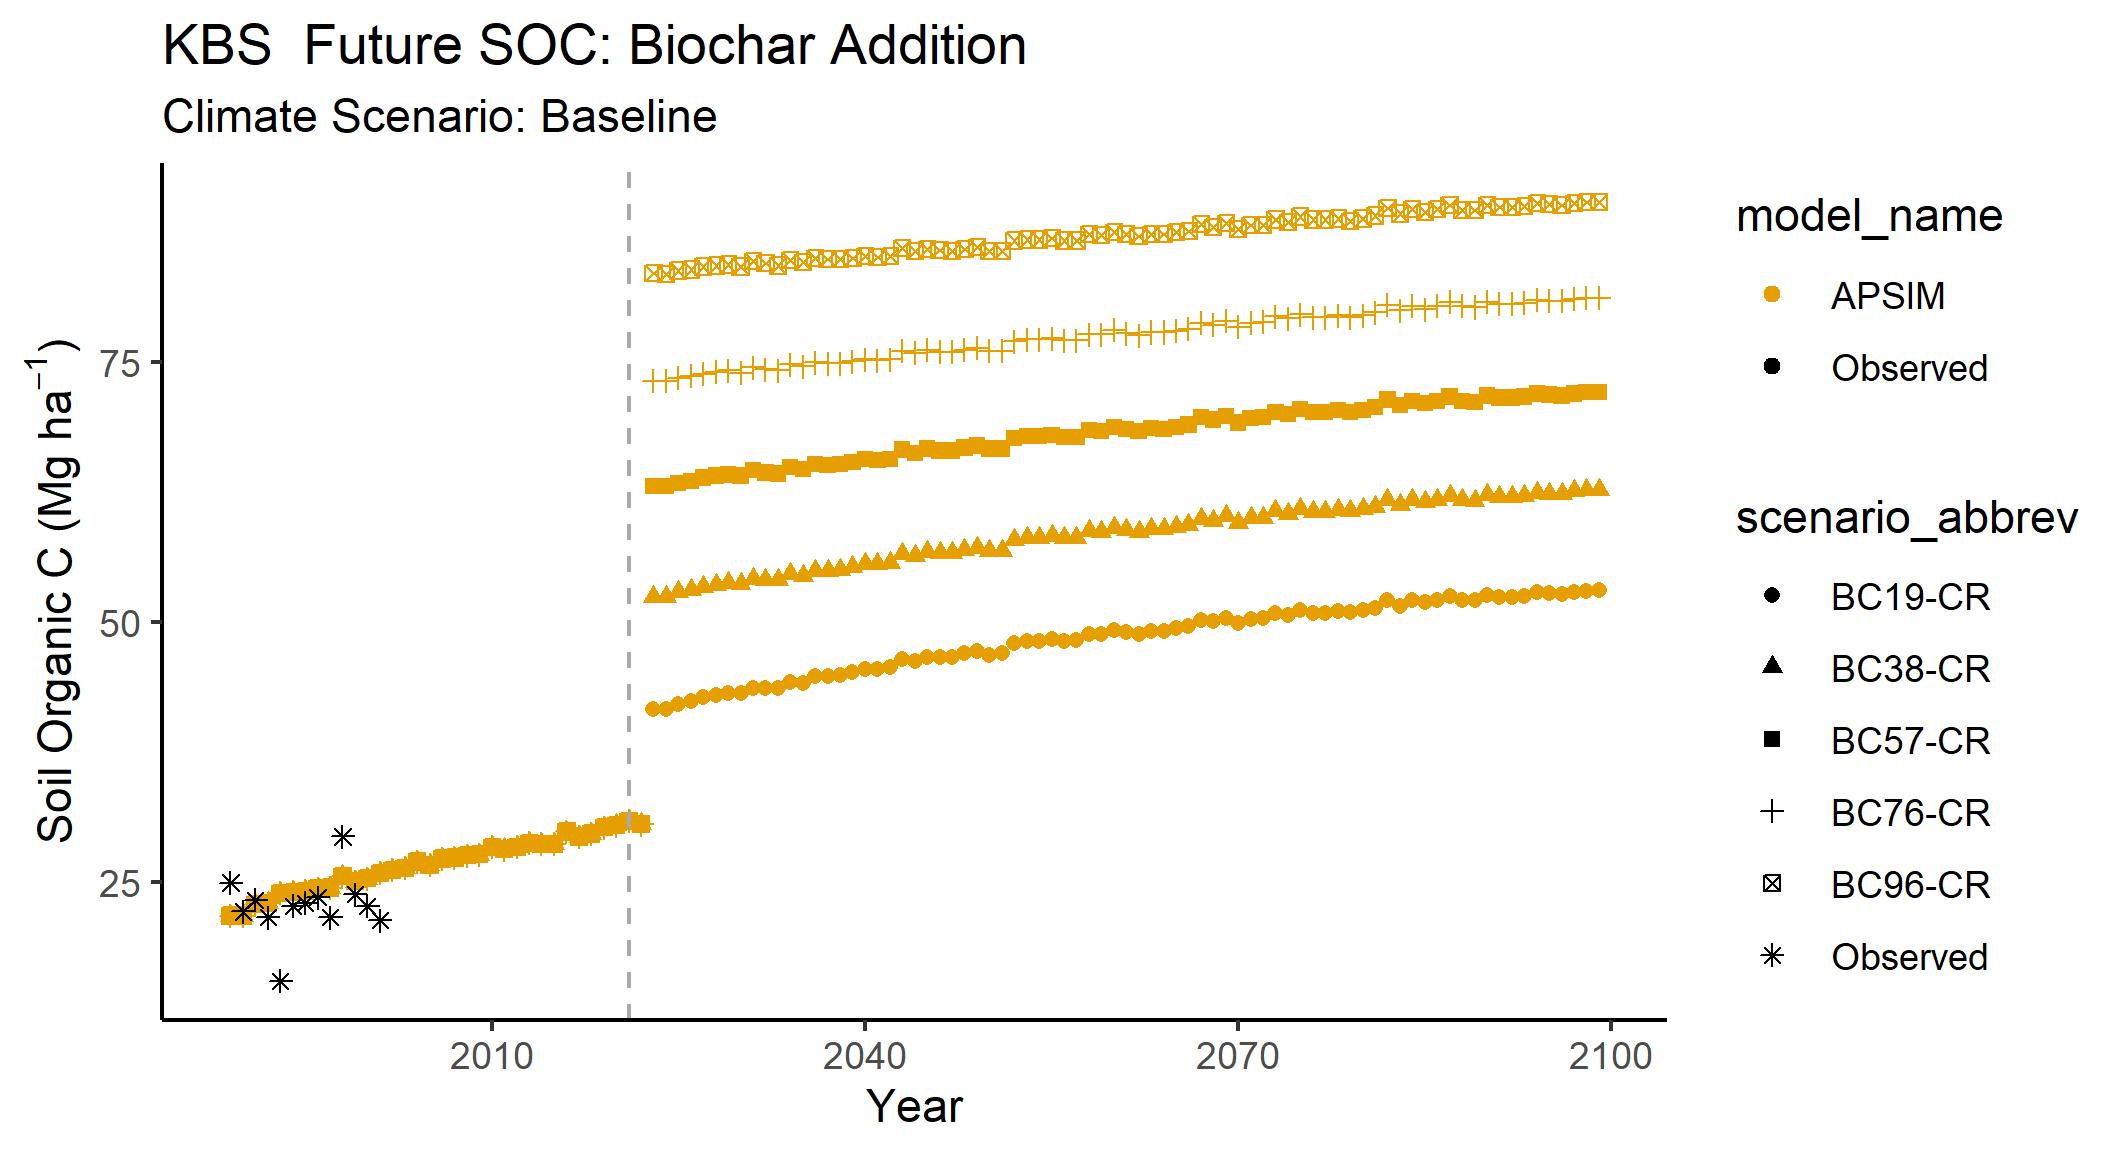 KBS  Future SOC: Biochar Addition
Climate Scenario: Baseline
Soil Organic C (Mg ha⁻¹)
75
50
25
2010
2040
2070
2100
Year
model_name
APSIM
Observed
scenario_abbrev
BC19-CR
BC38-CR
BC57-CR
BC76-CR
BC96-CR
Observed